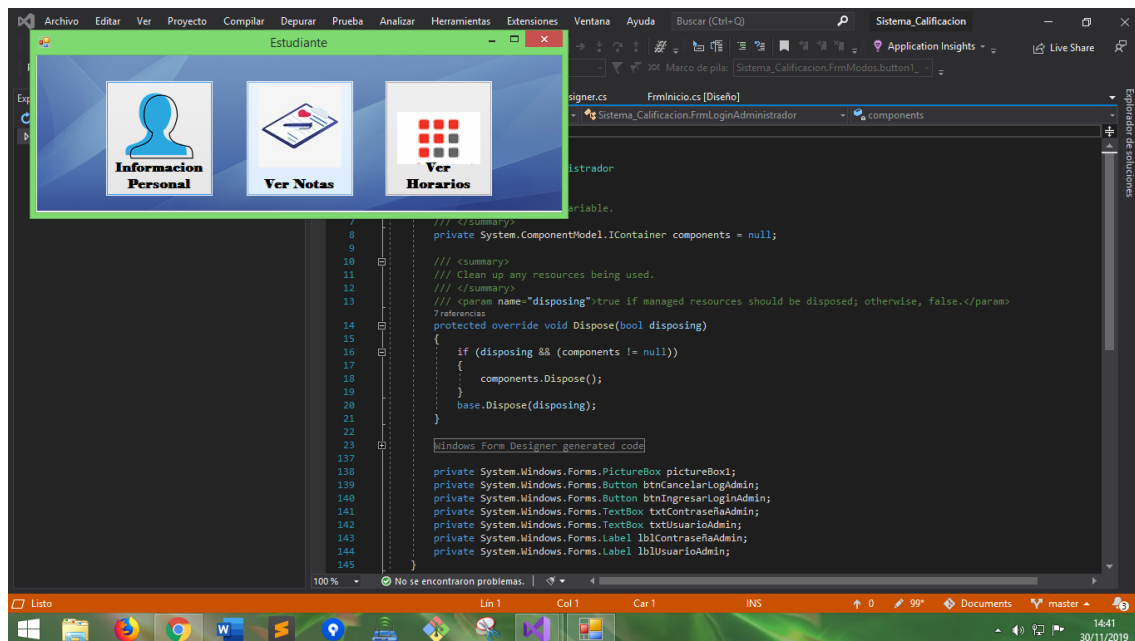 Archivo Editar Ver Proyecto Compilar Depurar Prueba Analizar Herramientas Extensiones Ventana Ayuda Buscar (Ctrl+Q) Sistema_Calificacion
Estudiante
Application Insights
Live Share
Marco de pila: Sistema_Calificacion.FrmModos.button1_
signer.cs FrmInicio.cs [Diseño]
Sistema_Calificacion.FrmLoginAdministrador components
Explorador de soluciones
Informacion
Personal
Ver Notas
Ver
Horarios
istrador
ariable.
7 /// </summary>
8 private System.ComponentModel.IContainer components = null;
9
10 /// <summary>
11 /// Clean up any resources being used.
12 /// </summary>
13 /// <param name="disposing">true if managed resources should be disposed; otherwise, false.</param>
7 referencias
14 protected override void Dispose(bool disposing)
15 {
16 if (disposing && (components != null))
17 {
18 components.Dispose();
19 }
20 base.Dispose(disposing);
21 }
22
23 Windows Form Designer generated code
137
138 private System.Windows.Forms.PictureBox pictureBox1;
139 private System.Windows.Forms.Button btnCancelarLogAdmin;
140 private System.Windows.Forms.Button btnIngresarLoginAdmin;
141 private System.Windows.Forms.TextBox txtContraseñaAdmin;
142 private System.Windows.Forms.TextBox txtUsuarioAdmin;
143 private System.Windows.Forms.Label lblContraseñaAdmin;
144 private System.Windows.Forms.Label lblUsuarioAdmin;
145 }
100 % No se encontraron problemas.
Listo Lín 1 Col 1 Car 1 INS 0 99+ Documents master 3
14:41
30/11/2019